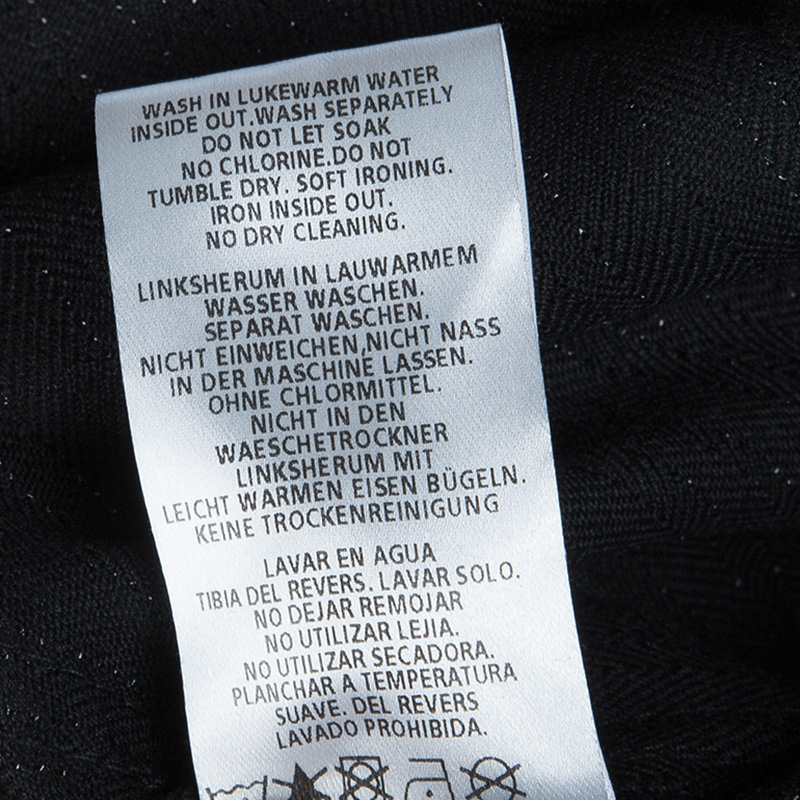 WASH IN LUKEWARM WATER
INSIDE OUT.WASH SEPARATELY
DO NOT LET SOAK
NO CHLORINE.DO NOT
TUMBLE DRY. SOFT IRONING.
IRON INSIDE OUT.
NO DRY CLEANING.
LINKSHERUM IN LAUWARMEM
WASSER WASCHEN.
SEPARAT WASCHEN.
NICHT EINWEICHEN,NICHT NASS
IN DER MASCHINE LASSEN.
OHNE CHLORMITTEL.
NICHT IN DEN
WAESCHETROCKNER
LINKSHERUM MIT
LEICHT WARMEN EISEN BÜGELN.
KEINE TROCKENREINIGUNG
LAVAR EN AGUA
TIBIA DEL REVERS. LAVAR SOLO.
NO DEJAR REMOJAR
NO UTILIZAR LEJIA.
NO UTILIZAR SECADORA.
PLANCHAR A TEMPERATURA
SUAVE. DEL REVERS
LAVADO PROHIBIDA.